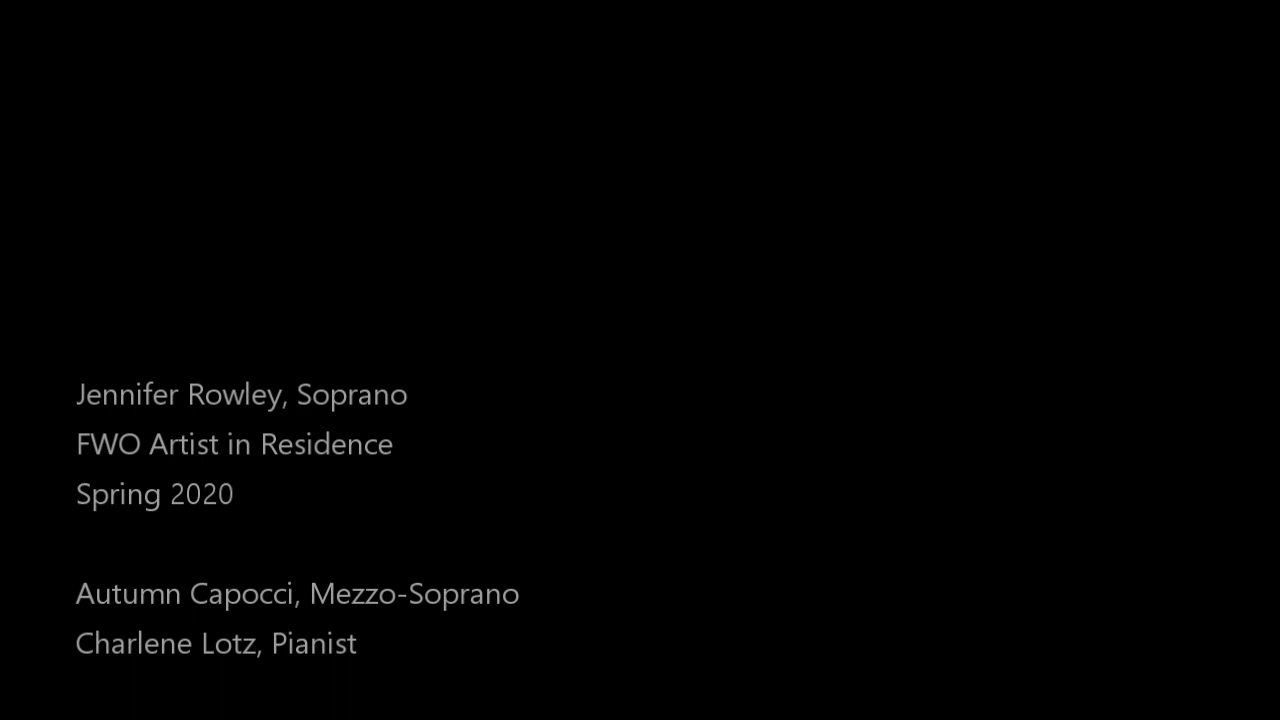 Jennifer Rowley, Soprano
FWO Artist in Residence
Spring 2020
Autumn Capocci, Mezzo-Soprano
Charlene Lotz, Pianist